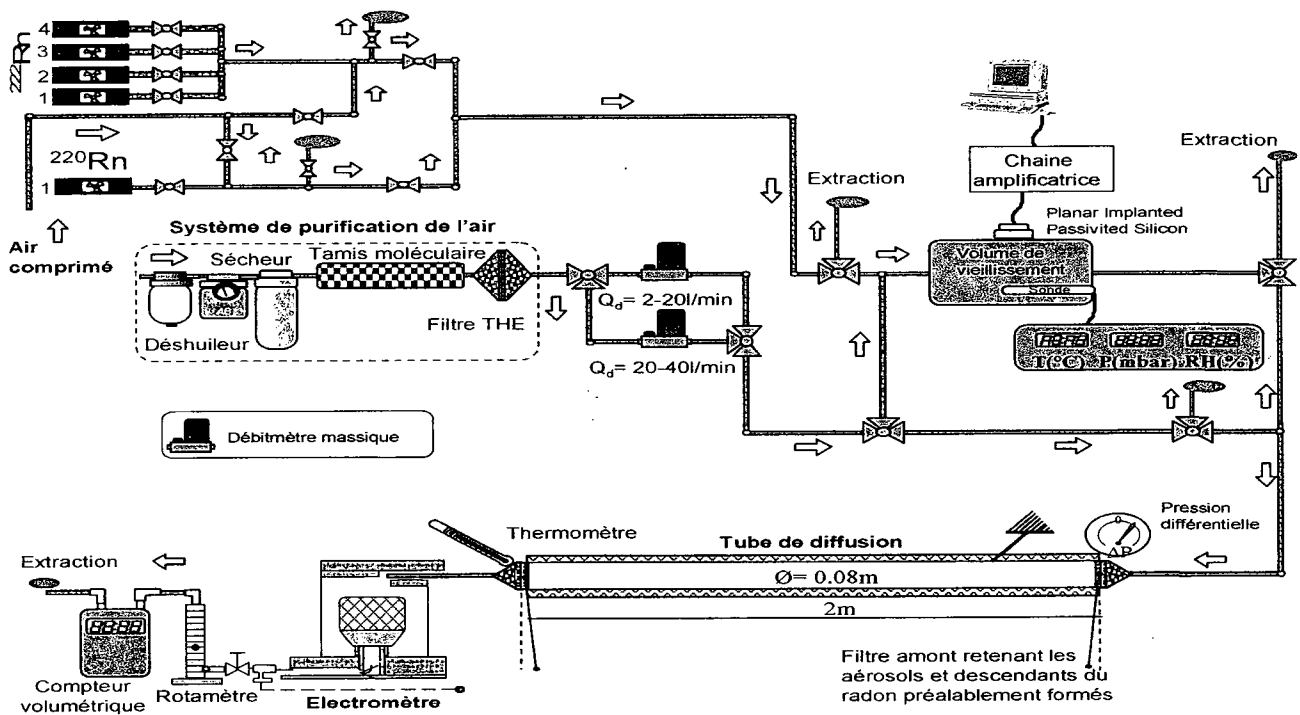 4
3
2
1
222Rn
220Rn
1
Air
comprimé
Système de purification de l'air
Sécheur
Tamis moléculaire
Déshuileur
Filtre THE
Qd= 2-20l/min
Qd= 20-40l/min
Débitmètre massique
Extraction
Chaine
amplificatrice
Planar Implanted
Passivited Silicon
Volume de
vieillissement
Sonde
T(°C) P(mbar) RH(%)
Extraction
Thermomètre
Tube de diffusion
Pression
différentielle
0
ΔP
Ø= 0.08m
2m
Extraction
Compteur
volumétrique
Rotamètre
Electromètre
Filtre amont retenant les
aérosols et descendants du
radon préalablement formés